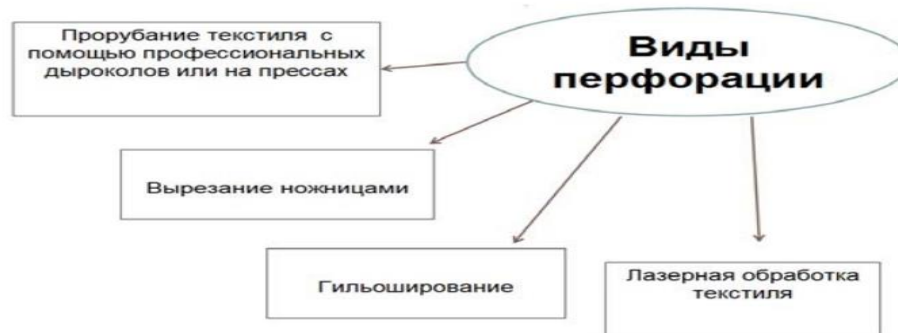 Виды
перфорации
Прорубание текстиля с
помощью профессиональных
дыроколов или на прессах
Вырезание ножницами
Гильоширование
Лазерная обработка
текстиля